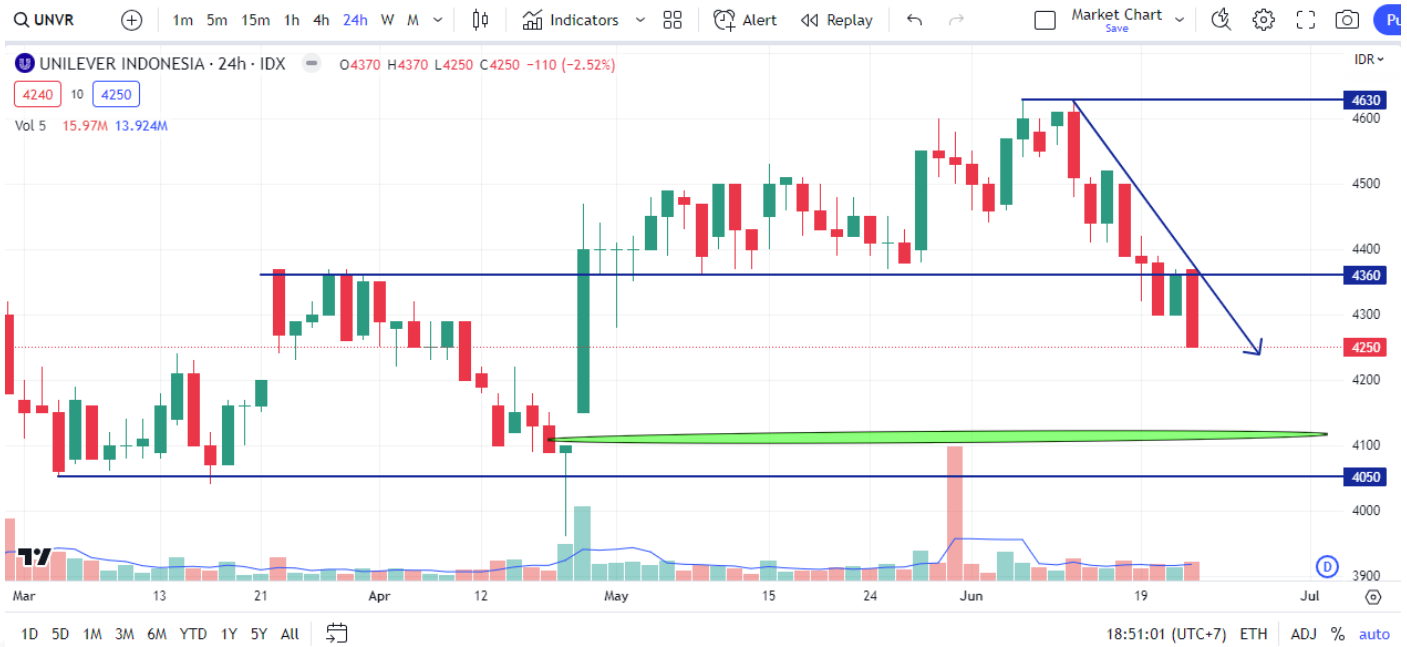 UNVR 1m 5m 15m 1h 4h 24h W M Indicators Alert Replay Market Chart Save Pu
UNILEVER INDONESIA · 24h · IDX O4370 H4370 L4250 C4250 −110 (−2.52%) IDR
4240 10 4250
Vol 5 15.97M 13.924M
4630
4600
4500
4400
4360
4300
4250
4200
4100
4050
4000
3900
D
Mar 13 21 Apr 12 May 15 24 Jun 19 Jul
1D 5D 1M 3M 6M YTD 1Y 5Y All 18:51:01 (UTC+7) ETH ADJ % auto